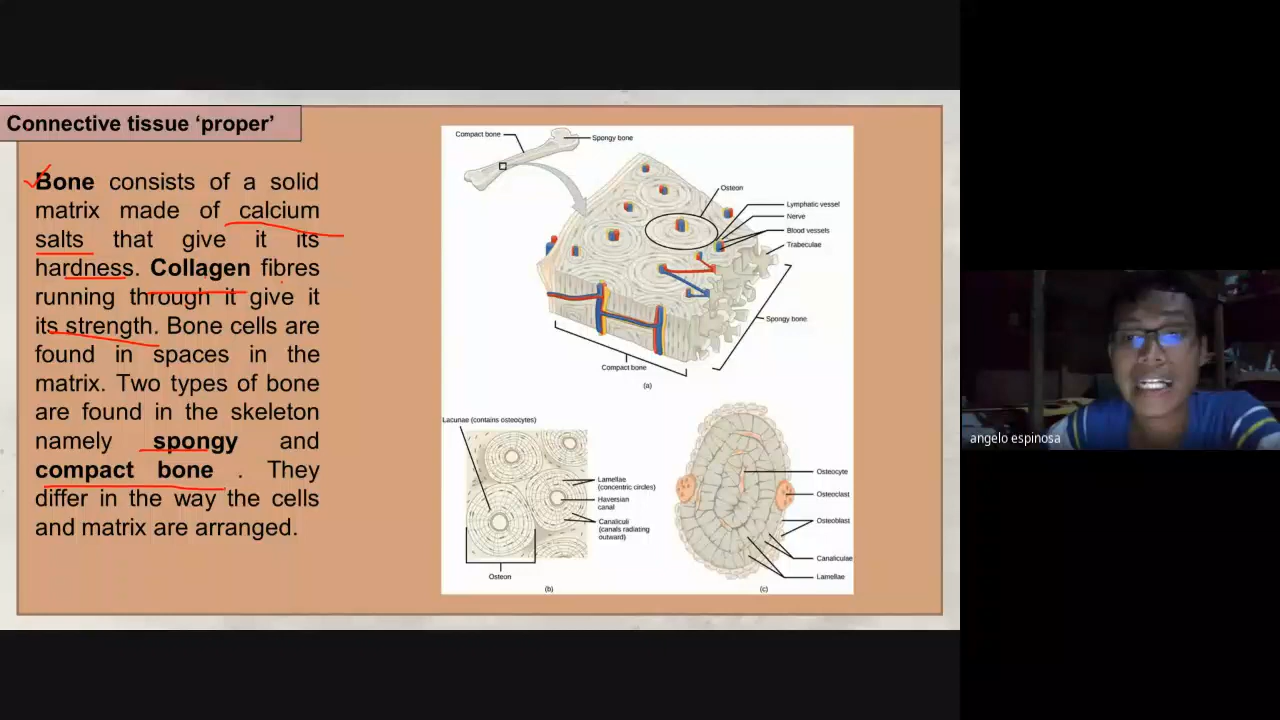 Connective tissue ‘proper’
Bone consists of a solid
matrix made of calcium
salts that give it its
hardness. Collagen fibres
running through it give it
its strength. Bone cells are
found in spaces in the
matrix. Two types of bone
are found in the skeleton
namely spongy and
compact bone . They
differ in the way the cells
and matrix are arranged.
Compact bone
Spongy bone
Osteon
Lymphatic vessel
Nerve
Blood vessels
Trabeculae
Spongy bone
Compact bone
(a)
Lacunae (contains osteocytes)
Lamellae
(concentric circles)
Haversian
canal
Canaliculi
(canals radiating
outward)
Osteon
(b)
Osteocyte
Osteoclast
Osteoblast
Canaliculae
Lamellae
(c)
angelo espinosa